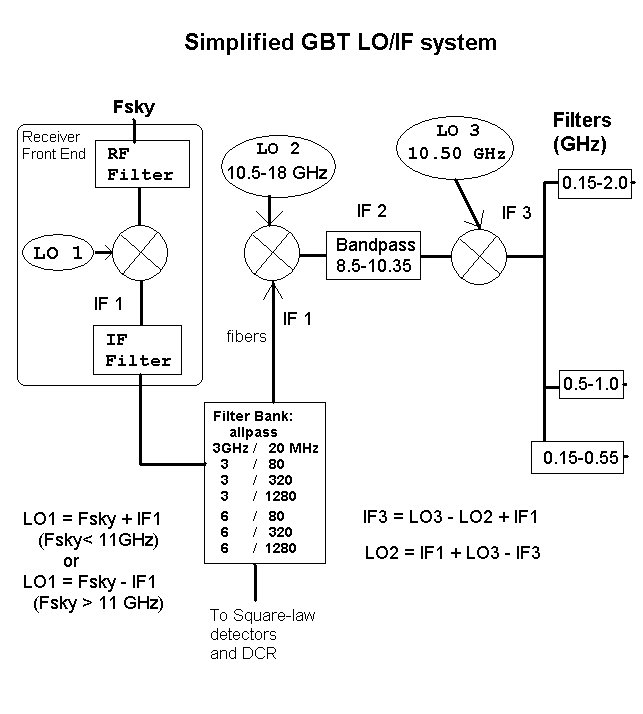 Simplified GBT LO/IF system
Fsky
Receiver
Front End
RF
Filter
LO 1
IF 1
IF
Filter
LO 2
10.5-18 GHz
IF 2
Bandpass
8.5-10.35
LO 3
10.50 GHz
IF 3
Filters
(GHz)
0.15-2.0
0.5-1.0
0.15-0.55
fibers
IF 1
Filter Bank:
allpass
3GHz / 20 MHz
3 / 80
3 / 320
3 / 1280
6 / 80
6 / 320
6 / 1280
To Square-law
detectors
and DCR
LO1 = Fsky + IF1
(Fsky< 11GHz)
or
LO1 = Fsky - IF1
(Fsky > 11 GHz)
IF3 = LO3 - LO2 + IF1
LO2 = IF1 + LO3 - IF3